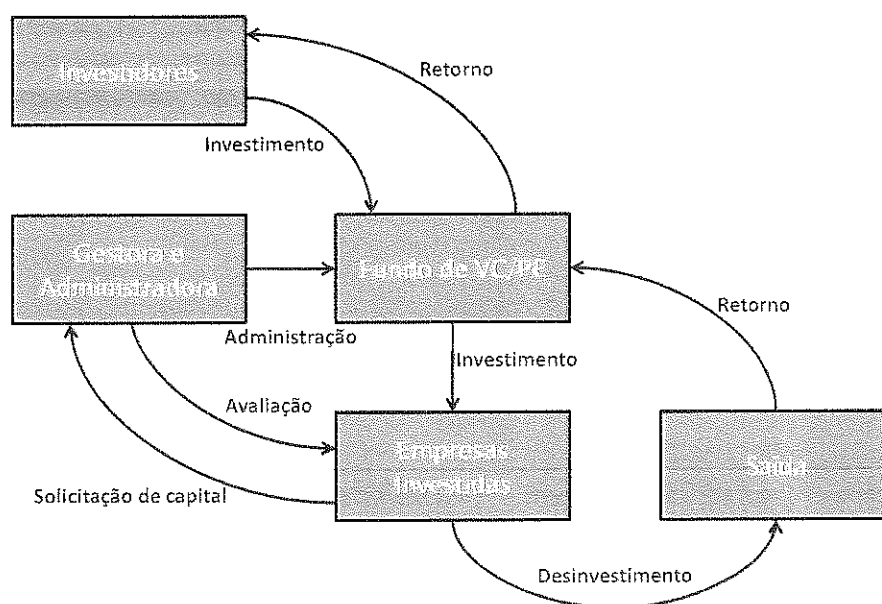 Investidores
Retorno
Investimento
Gestora e
Administradora
Fundo de VC/PE
Administração
Retorno
Investimento
Avaliação
Empresas
Investidas
Saída
Solicitação de capital
Desinvestimento